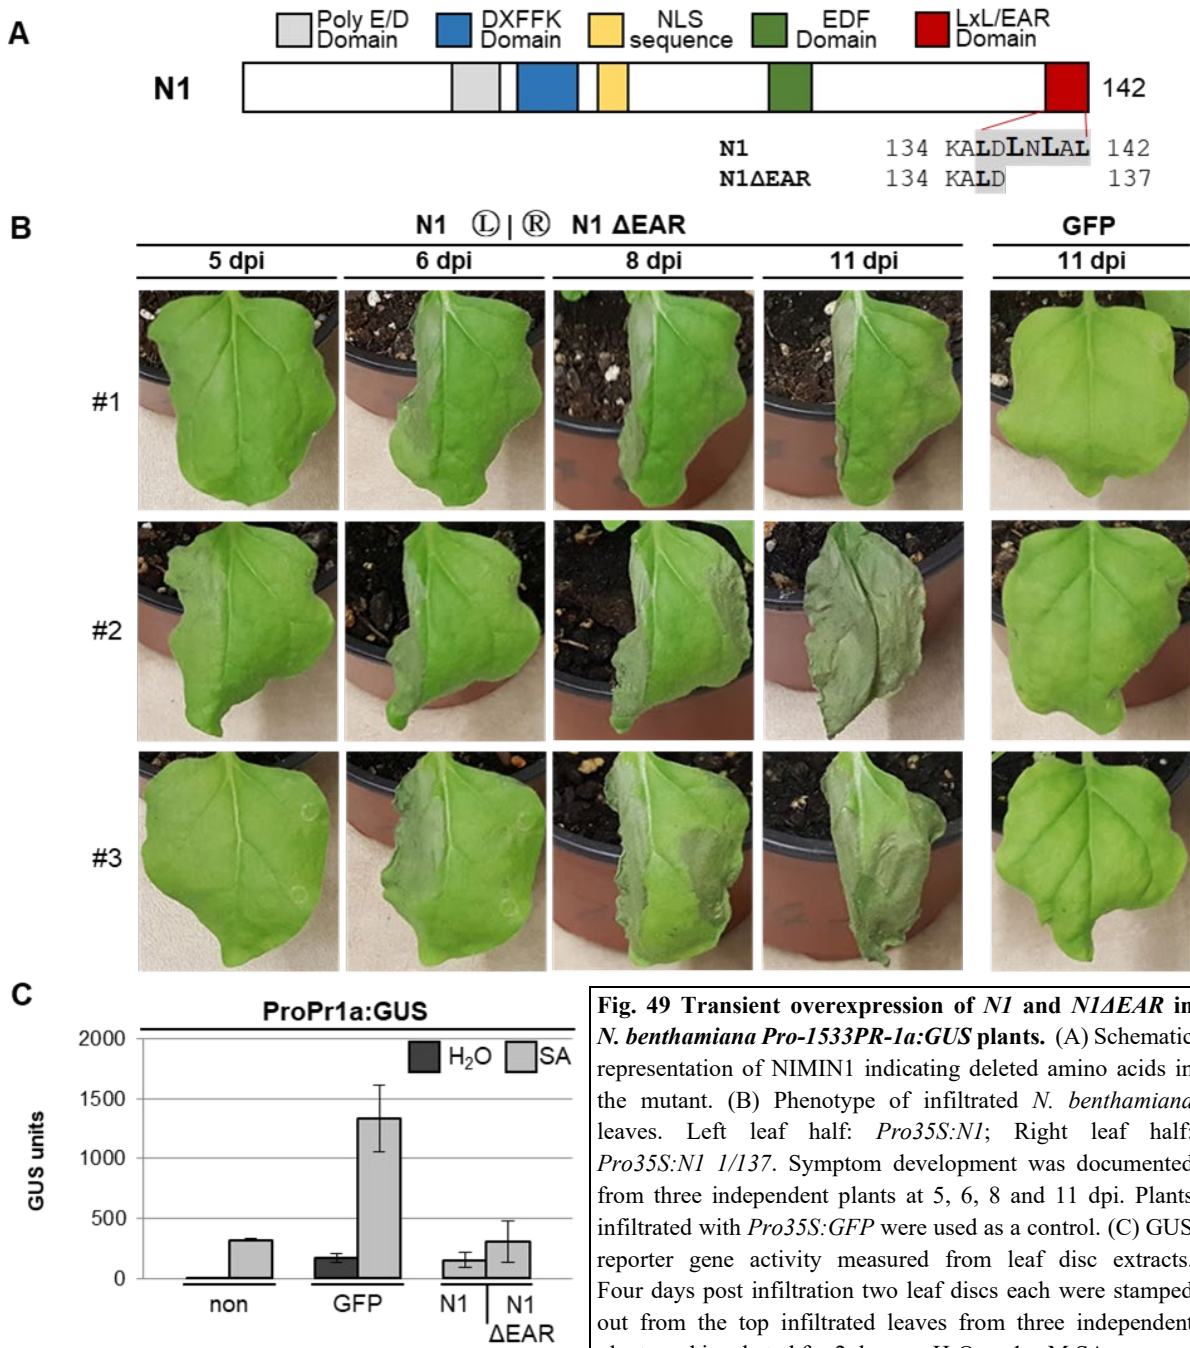 A
Poly E/D Domain
DXFFK Domain
NLS sequence
EDF Domain
LxL/EAR Domain
N1
142
N1 134 KALDLNLAL 142
N1ΔEAR 134 KALD 137
B
N1 Ⓛ | Ⓡ N1 ΔEAR
GFP
5 dpi 6 dpi 8 dpi 11 dpi 11 dpi
#1
#2
#3
C
ProPr1a:GUS
H₂O SA
GUS units
2000
1500
1000
500
0
non GFP N1 N1 ΔEAR
Fig. 49 Transient overexpression of N1 and N1ΔEAR in
N. benthamiana Pro-1533PR-1a:GUS plants. (A) Schematic
representation of NIMIN1 indicating deleted amino acids in
the mutant. (B) Phenotype of infiltrated N. benthamiana
leaves. Left leaf half: Pro35S:N1; Right leaf half:
Pro35S:N1 1/137. Symptom development was documented
from three independent plants at 5, 6, 8 and 11 dpi. Plants
infiltrated with Pro35S:GFP were used as a control. (C) GUS
reporter gene activity measured from leaf disc extracts.
Four days post infiltration two leaf discs each were stamped
out from the top infiltrated leaves from three independent